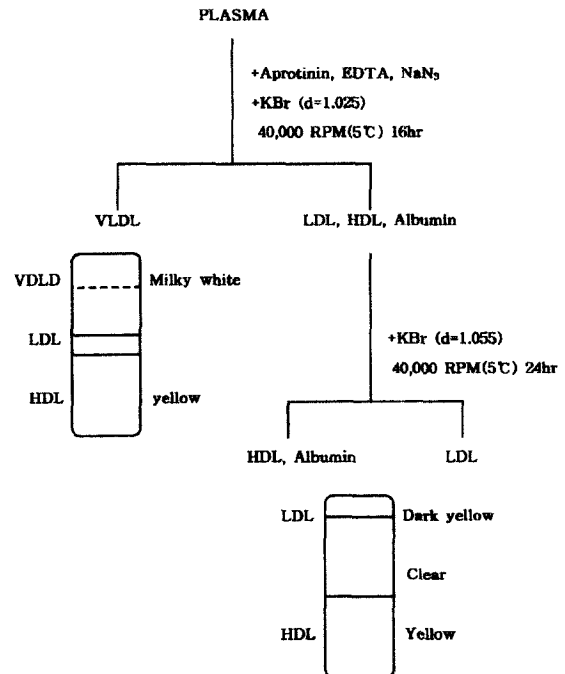 PLASMA
+Aprotinin, EDTA, NaN₃
+KBr (d=1.025)
40,000 RPM(5℃) 16hr
VLDL
LDL, HDL, Albumin
VDLD
Milky white
LDL
HDL
yellow
+KBr (d=1.055)
40,000 RPM(5℃) 24hr
HDL, Albumin
LDL
LDL
Dark yellow
Clear
HDL
Yellow